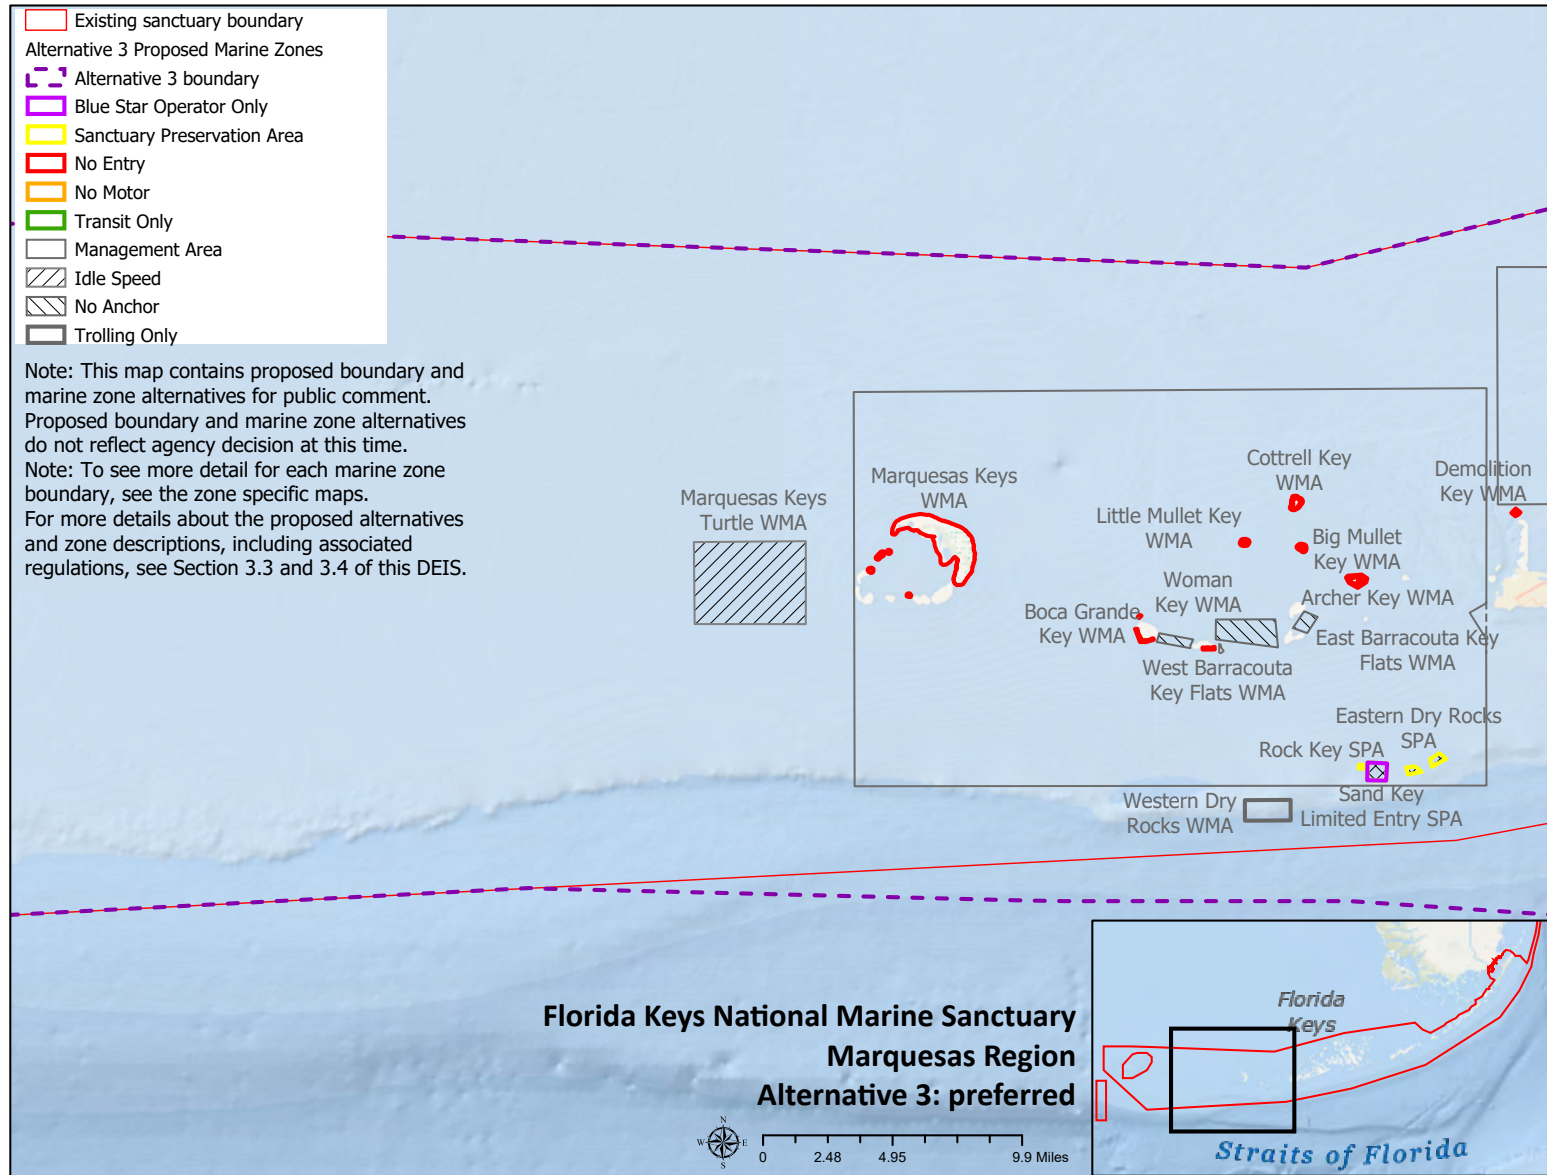 Existing sanctuary boundary
Alternative 3 Proposed Marine Zones
Alternative 3 boundary
Blue Star Operator Only
Sanctuary Preservation Area
No Entry
No Motor
Transit Only
Management Area
Idle Speed
No Anchor
Trolling Only
Note: This map contains proposed boundary and
marine zone alternatives for public comment.
Proposed boundary and marine zone alternatives
do not reflect agency decision at this time.
Note: To see more detail for each marine zone
boundary, see the zone specific maps.
For more details about the proposed alternatives
and zone descriptions, including associated
regulations, see Section 3.3 and 3.4 of this DEIS.
Marquesas Keys
Turtle WMA
Marquesas Keys
WMA
Cottrell Key
WMA
Demolition
Key WMA
Little Mullet Key
WMA
Big Mullet
Key WMA
Woman
Key WMA
Archer Key WMA
Boca Grande
Key WMA
East Barracouta Key
Flats WMA
West Barracouta
Key Flats WMA
Eastern Dry Rocks
SPA
Rock Key SPA
Sand Key
Limited Entry SPA
Western Dry
Rocks WMA
Florida Keys National Marine Sanctuary
Marquesas Region
Alternative 3: preferred
N
W
E
S
0
2.48
4.95
9.9 Miles
Florida
Keys
Straits of Florida